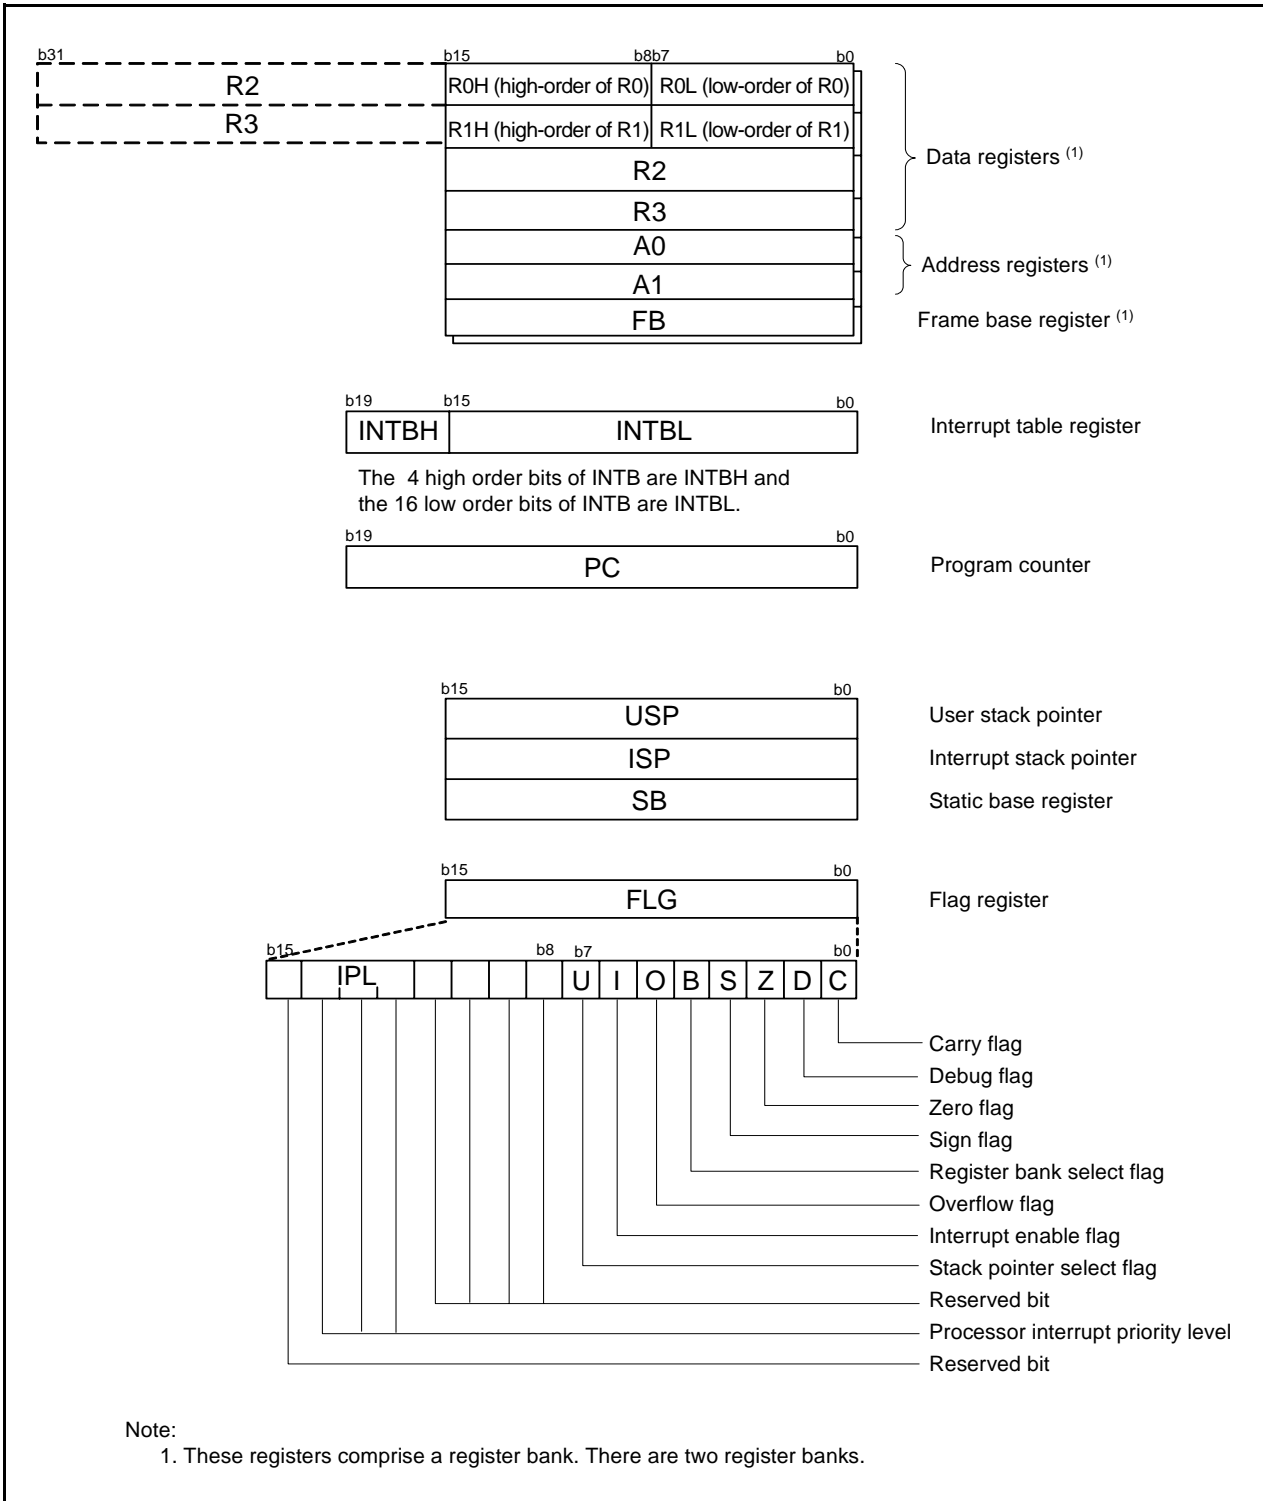 b31 b15 b8b7 b0
R2 R0H (high-order of R0) R0L (low-order of R0)
R3 R1H (high-order of R1) R1L (low-order of R1)
R2
Data registers (1)
R3
A0
Address registers (1)
A1
FB Frame base register (1)
b19 b15 b0
INTBH INTBL Interrupt table register
The 4 high order bits of INTB are INTBH and
the 16 low order bits of INTB are INTBL.
b19 b0
PC Program counter
b15 b0
USP User stack pointer
ISP Interrupt stack pointer
SB Static base register
b15 b0
FLG Flag register
b15 b8 b7 b0
IPL U I O B S Z D C
Carry flag
Debug flag
Zero flag
Sign flag
Register bank select flag
Overflow flag
Interrupt enable flag
Stack pointer select flag
Reserved bit
Processor interrupt priority level
Reserved bit
Note:
1. These registers comprise a register bank. There are two register banks.